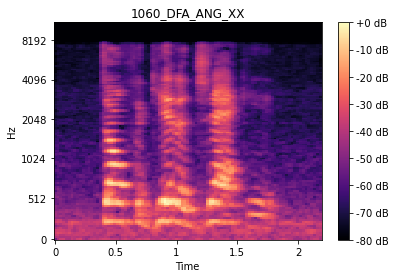 1060_DFA_ANG_XX
8192
4096
2048
1024
512
0
Hz
0
0.5
1
1.5
2
Time
+0 dB
-10 dB
-20 dB
-30 dB
-40 dB
-50 dB
-60 dB
-70 dB
-80 dB